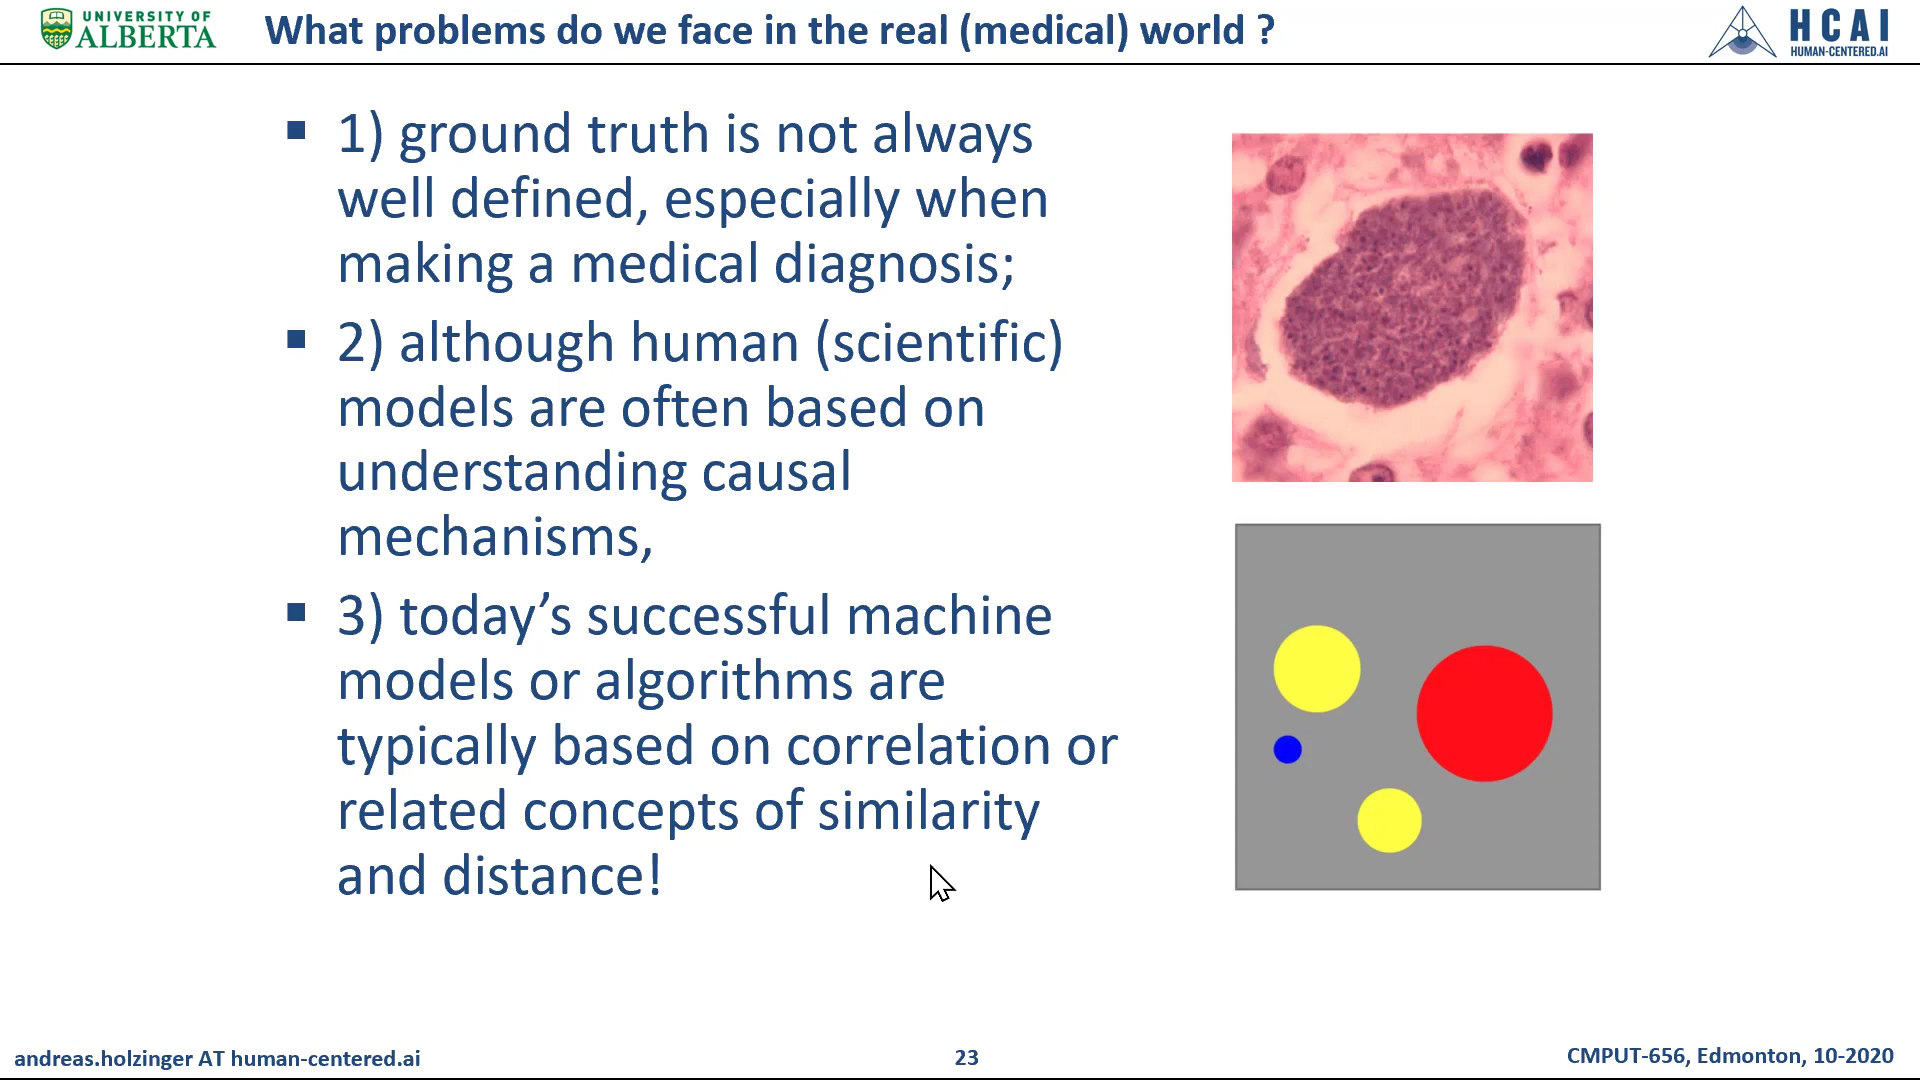 UNIVERSITY OF
ALBERTA
What problems do we face in the real (medical) world ?
HCAI
HUMAN-CENTERED.AI
▪ 1) ground truth is not always
well defined, especially when
making a medical diagnosis;
▪ 2) although human (scientific)
models are often based on
understanding causal
mechanisms,
▪ 3) today’s successful machine
models or algorithms are
typically based on correlation or
related concepts of similarity
and distance!
andreas.holzinger AT human-centered.ai
23
CMPUT-656, Edmonton, 10-2020